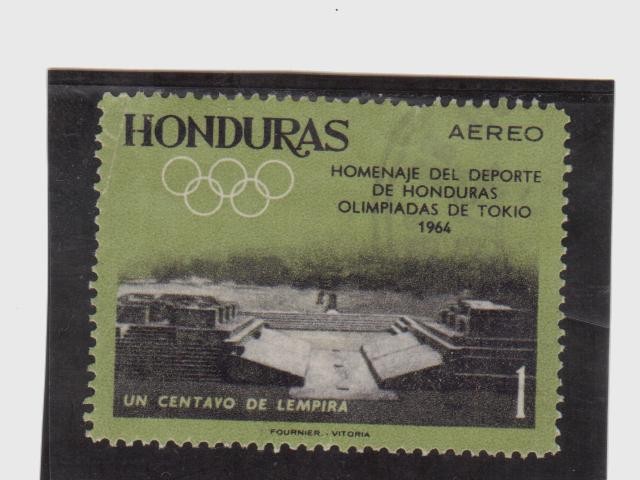 HONDURAS
AEREO
HOMENAJE DEL DEPORTE
DE HONDURAS
OLIMPIADAS DE TOKIO
1964
UN CENTAVO DE LEMPIRA
1
FOURNIER.-VITORIA